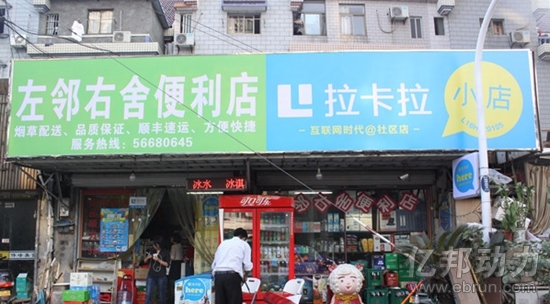 左邻右舍便利店
烟草配送、品质保证、顺丰速运、方便快捷
服务热线：56680645
拉卡拉
互联网时代@社区店
小店
冰水 冰淇
here
亿邦动力
www.ebrun.com